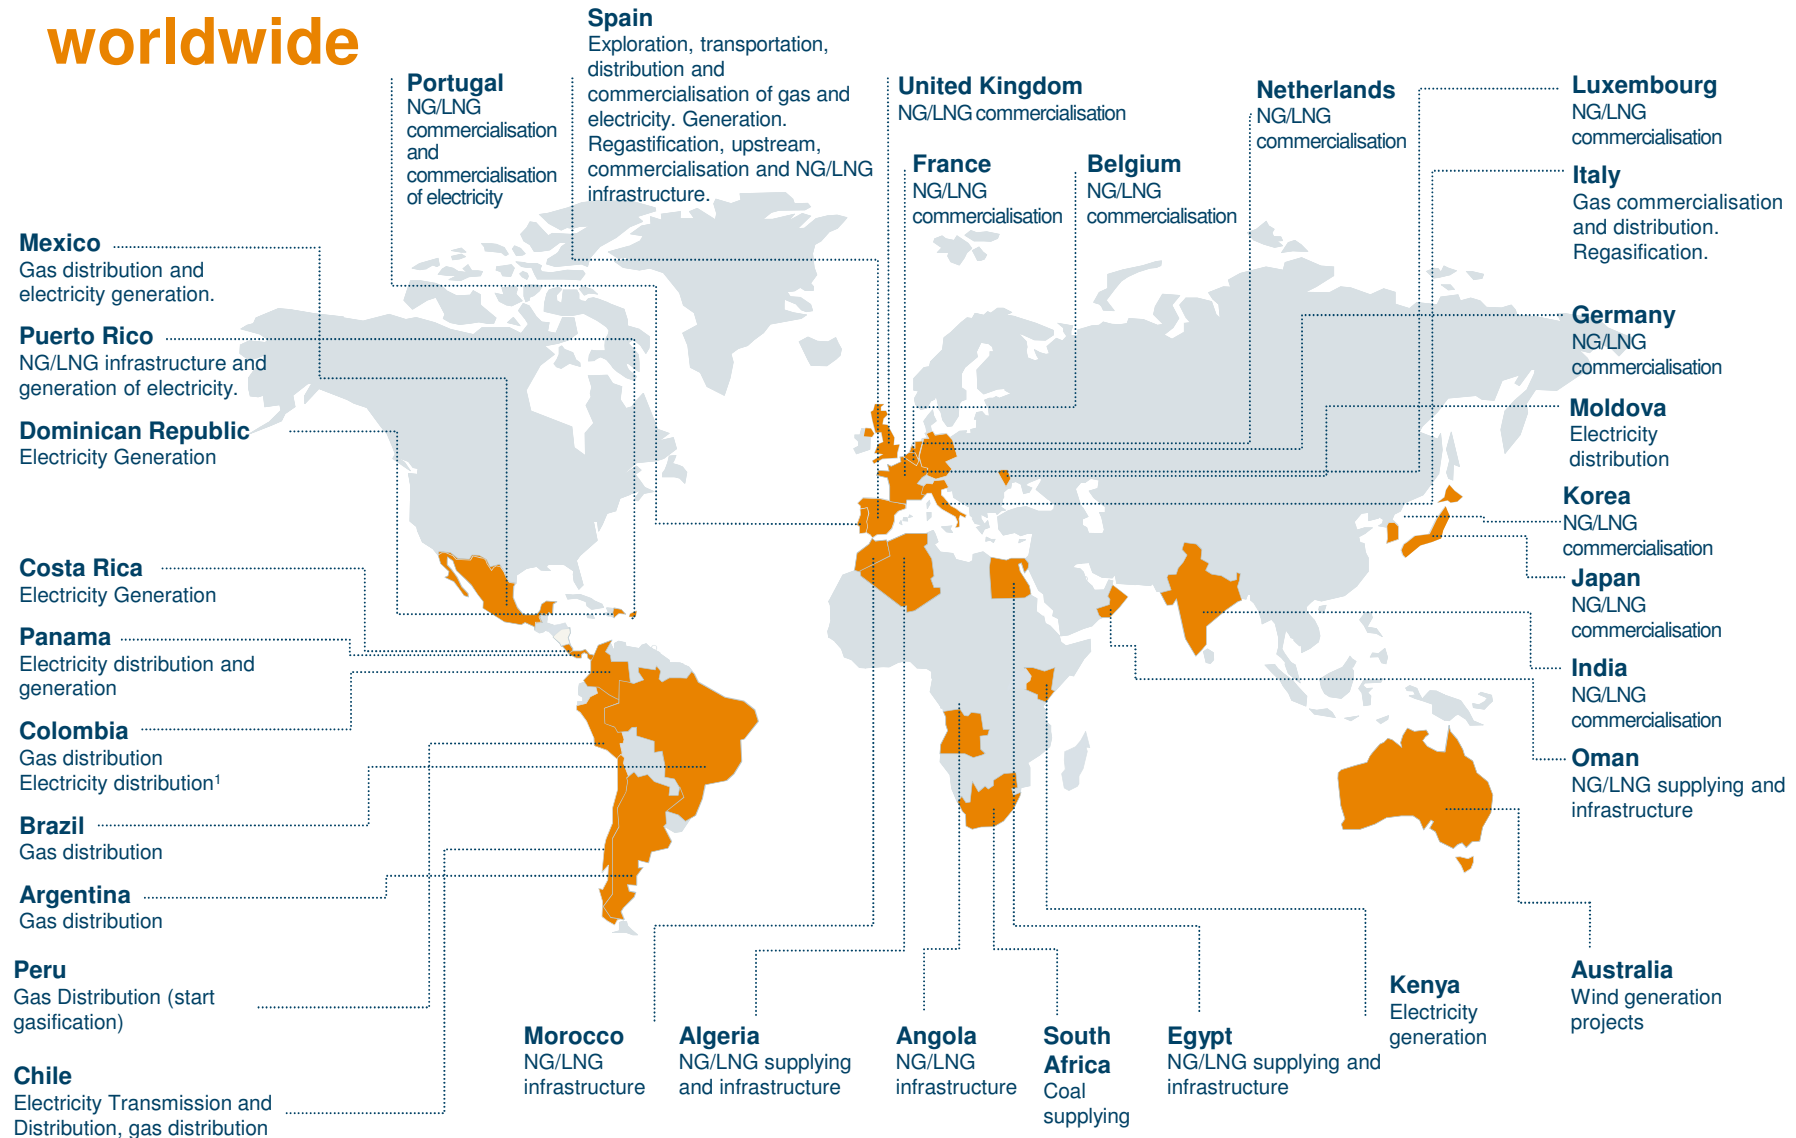 worldwide
Spain
Exploration, transportation,
distribution and
commercialisation of gas and
electricity. Generation.
Regastification, upstream,
commercialisation and NG/LNG
infrastructure.
Portugal
NG/LNG
commercialisation
and
commercialisation
of electricity
United Kingdom
NG/LNG commercialisation
France
NG/LNG
commercialisation
Belgium
NG/LNG
commercialisation
Netherlands
NG/LNG
commercialisation
Luxembourg
NG/LNG
commercialisation
Italy
Gas commercialisation
and distribution.
Regasification.
Germany
NG/LNG
commercialisation
Moldova
Electricity
distribution
Korea
NG/LNG
commercialisation
Japan
NG/LNG
commercialisation
India
NG/LNG
commercialisation
Oman
NG/LNG supplying and
infrastructure
Australia
Wind generation
projects
Mexico
Gas distribution and
electricity generation.
Puerto Rico
NG/LNG infrastructure and
generation of electricity.
Dominican Republic
Electricity Generation
Costa Rica
Electricity Generation
Panama
Electricity distribution and
generation
Colombia
Gas distribution
Electricity distribution¹
Brazil
Gas distribution
Argentina
Gas distribution
Peru
Gas Distribution (start
gasification)
Chile
Electricity Transmission and
Distribution, gas distribution
Morocco
NG/LNG
infrastructure
Algeria
NG/LNG supplying
and infrastructure
Angola
NG/LNG
infrastructure
South
Africa
Coal
supplying
Egypt
NG/LNG supplying and
infrastructure
Kenya
Electricity
generation